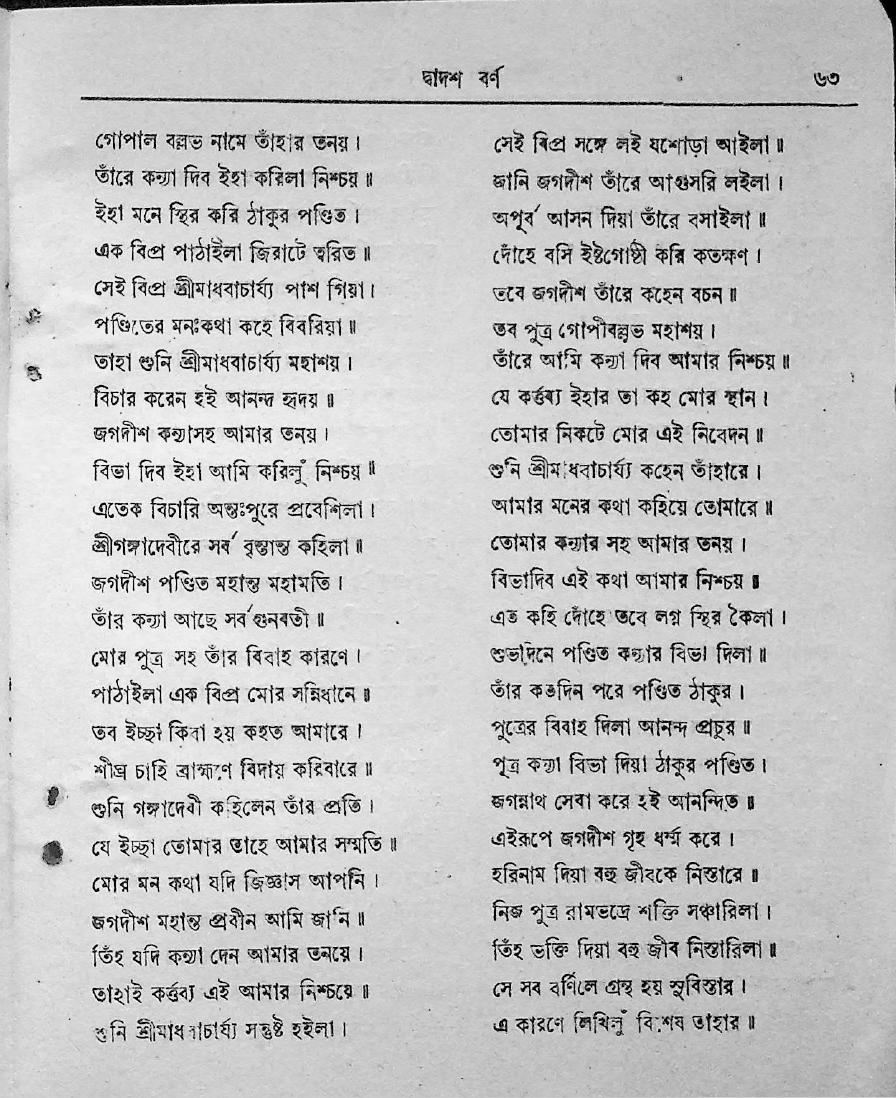 দ্বাদশ বর্ণ ৬৩
গোপাল বল্লভ নামে তাঁহার তনয়।
তাঁরে কন্যা দিব ইহা করিলা নিশ্চয়॥
ইহা মনে স্থির করি ঠাকুর পণ্ডিত।
এক বিপ্র পাঠাইলা জিরাটে ত্বরিত॥
সেই বিপ্র শ্রীমাধবাচার্য্য পাশ গিয়া।
পণ্ডিতের মনঃকথা কহে বিবরিয়া॥
তাহা শুনি শ্রীমাধবাচার্য্য মহাশয়।
বিচার করেন হই আনন্দ হৃদয়॥
জগদীশ কন্যাসহ আমার তনয়।
বিভা দিব ইহা আমি করিলুঁ নিশ্চয়॥
এতেক বিচারি অন্তঃপুরে প্রবেশিলা।
শ্রীগঙ্গাদেবীরে সর্ব বৃত্তান্ত কহিলা॥
জগদীশ পণ্ডিত মহান্ত মহামতি।
তাঁর কন্যা আছে সর্বগুনবতী॥
মোর পুত্র সহ তাঁর বিবাহ কারণে।
পাঠাইলা এক বিপ্র মোর সন্নিধানে॥
তব ইচ্ছা কিবা হয় কহত আমারে।
শীঘ্র চাহি ব্রাহ্মণে বিদায় করিবারে॥
শুনি গঙ্গাদেবী কহিলেন তাঁর প্রতি।
যে ইচ্ছা তোমার তাহে আমার সম্মতি॥
মোর মন কথা যদি জিজ্ঞাস আপনি।
জগদীশ মহান্ত প্রবীন আমি জানি॥
তিঁহ যদি কন্যা দেন আমার তনয়ে।
তাহাই কর্ত্তব্য এই আমার নিশ্চয়ে॥
শুনি শ্রীমাধবাচার্য্য সন্তুষ্ট হইলা।
সেই বিপ্র সঙ্গে লই যশোড়া আইলা॥
জানি জগদীশ তাঁরে আগুসরি লইলা।
অপূর্ব আসন দিয়া তাঁরে বসাইলা॥
দোঁহে বসি ইষ্টগোষ্ঠী করি কতক্ষণ।
তবে জগদীশ তাঁরে কহেন বচন॥
তব পুত্র গোপীবল্লভ মহাশয়।
তাঁরে আমি কন্যা দিব আমার নিশ্চয়॥
যে কর্ত্তব্য ইহার তা কহ মোর স্থান।
তোমার নিকটে মোর এই নিবেদন॥
শুনি শ্রীমাধবাচার্য্য কহেন তাঁহারে।
আমার মনের কথা কহিয়ে তোমারে॥
তোমার কন্যার সহ আমার তনয়।
বিভাদিব এই কথা আমার নিশ্চয়॥
এত কহি দোঁহে তবে লগ্ন স্থির কৈলা।
শুভদিনে পণ্ডিত কন্যার বিভা দিলা॥
তাঁর কতদিন পরে পণ্ডিত ঠাকুর।
পুত্রের বিবাহ দিলা আনন্দ প্রচুর॥
পূত্র কন্যা বিভা দিয়া ঠাকুর পণ্ডিত।
জগন্নাথ সেবা করে হই আনন্দিত॥
এইরূপে জগদীশ গৃহ ধর্ম্ম করে।
হরিনাম দিয়া বহু জীবকে নিস্তারে॥
নিজ পুত্র রামভদ্রে শক্তি সঞ্চারিলা।
তিঁহ ভক্তি দিয়া বহু জীব নিস্তারিলা॥
সে সব বর্ণিলে গ্রন্থ হয় সুবিস্তার।
এ কারণে লিখিলুঁ বিশেষ তাহার॥